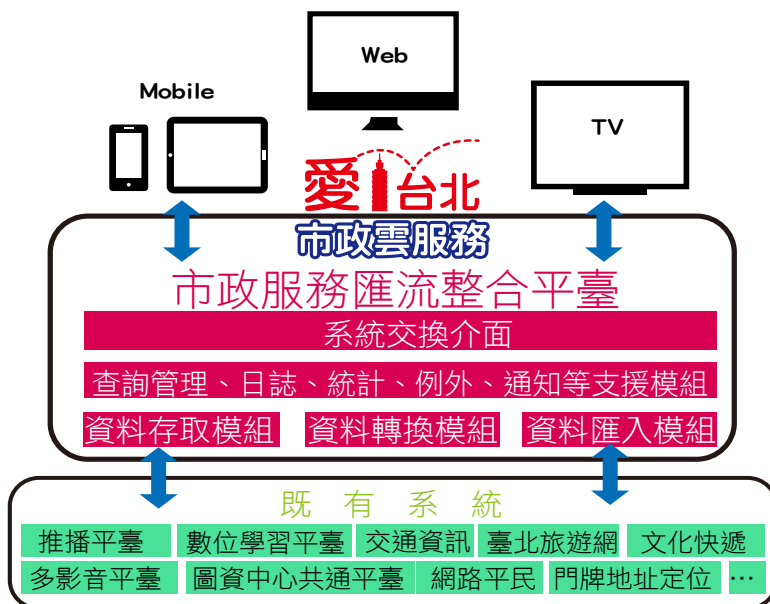 Web
Mobile
TV
愛台北
市政雲服務
市政服務匯流整合平臺
系統交換介面
查詢管理、日誌、統計、例外、通知等支援模組
資料存取模組 資料轉換模組 資料匯入模組
既有系統
推播平臺 數位學習平臺 交通資訊 臺北旅遊網 文化快遞
多影音平臺 圖資中心共通平臺 網路平民 門牌地址定位 …